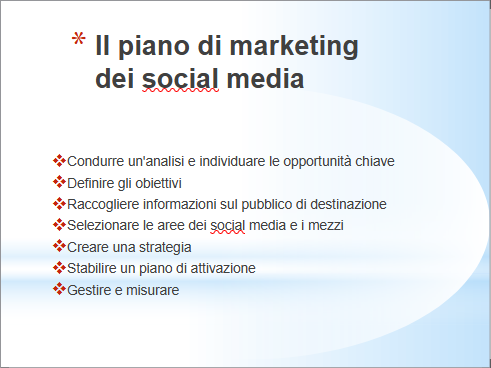 Il piano di marketing
dei social media
Condurre un'analisi e individuare le opportunità chiave
Definire gli obiettivi
Raccogliere informazioni sul pubblico di destinazione
Selezionare le aree dei social media e i mezzi
Creare una strategia
Stabilire un piano di attivazione
Gestire e misurare